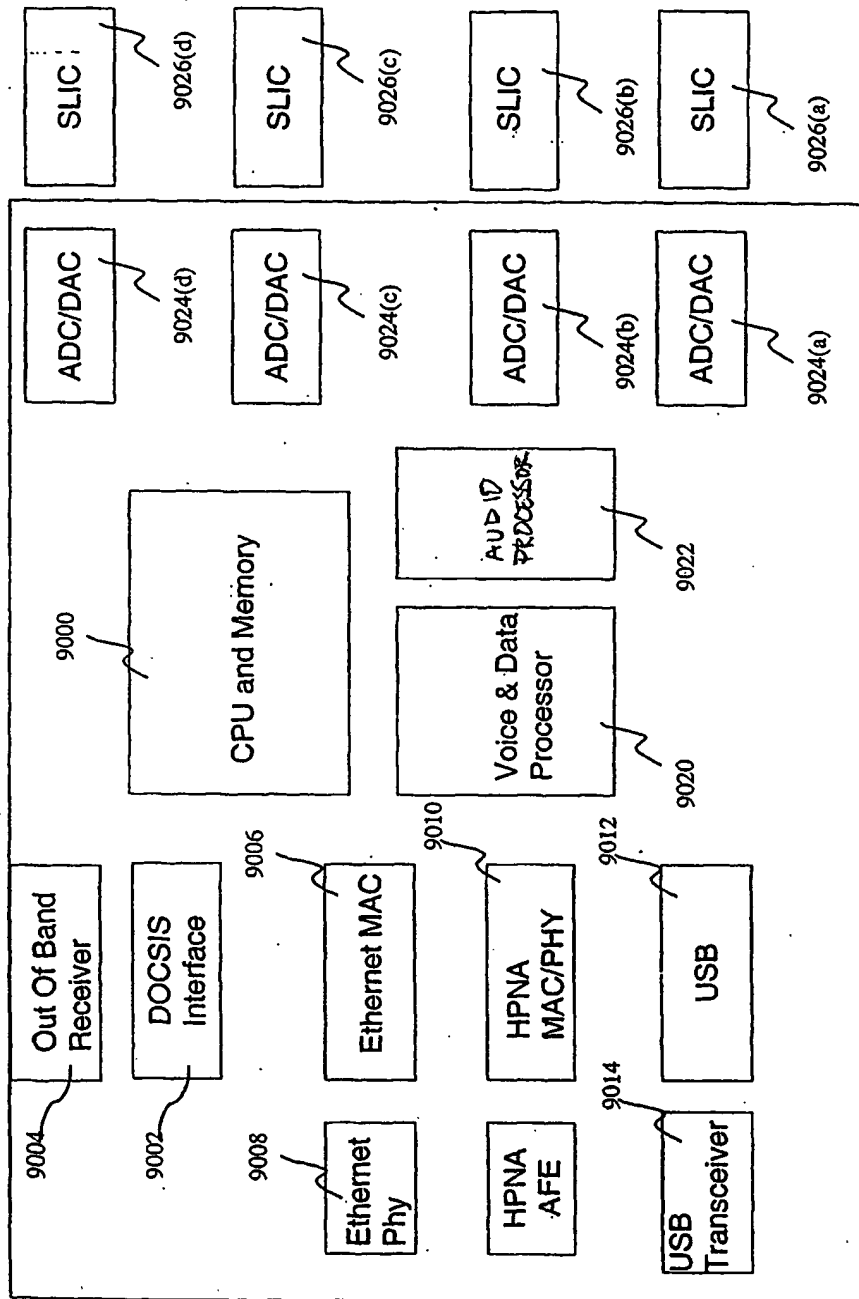 9004
Out Of Band
Receiver
9002
DOCSIS
Interface
9008
Ethernet
Phy
9006
Ethernet MAC
HPNA
AFE
9010
HPNA
MAC/PHY
9014
USB
Transceiver
9012
USB
9000
CPU and Memory
Voice & Data
Processor
9020
AUDIO
PROCESSOR
9022
ADC/DAC
9024(d)
ADC/DAC
9024(c)
ADC/DAC
9024(b)
ADC/DAC
9024(a)
SLIC
9026(d)
SLIC
9026(c)
SLIC
9026(b)
SLIC
9026(a)